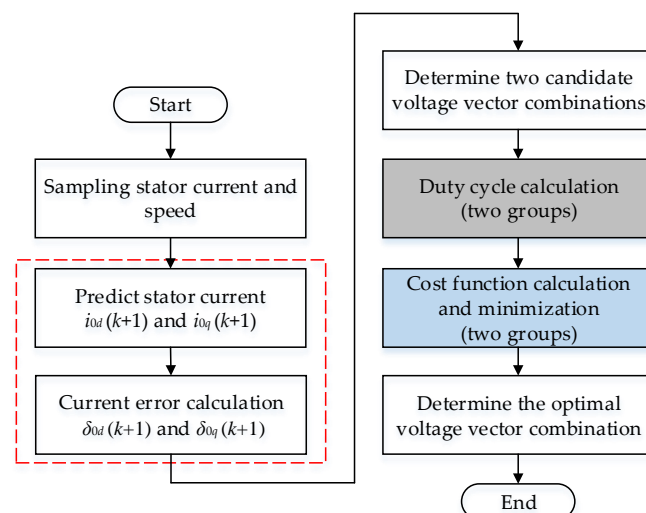 Start
Sampling stator current and
speed
Predict stator current
i0d(k+1) and i0q(k+1)
Current error calculation
δ0d(k+1) and δ0q(k+1)
Determine two candidate
voltage vector combinations
Duty cycle calculation
(two groups)
Cost function calculation
and minimization
(two groups)
Determine the optimal
voltage vector combination
End